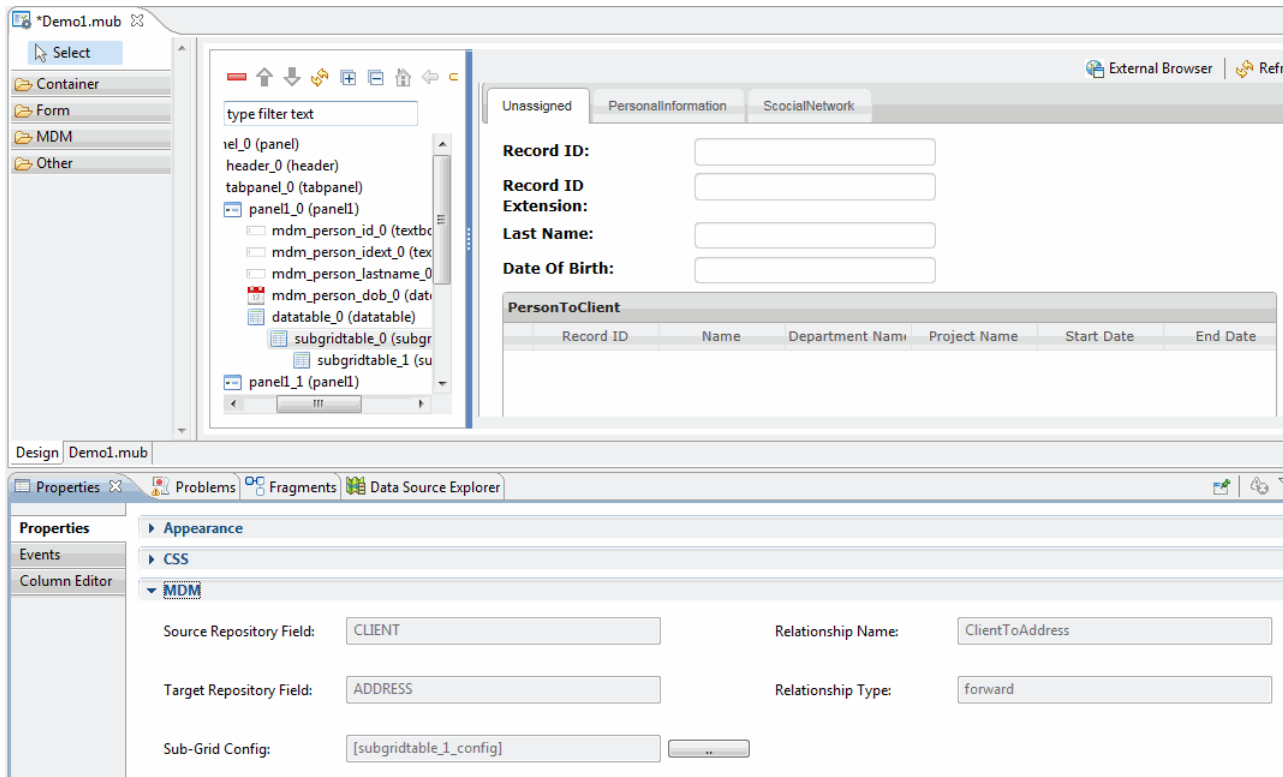 *Demo1.mub
Select
Container
Form
MDM
Other
type filter text
nel_0 (panel)
header_0 (header)
tabpanel_0 (tabpanel)
panel1_0 (panel1)
mdm_person_id_0 (textbo
mdm_person_idext_0 (tex
mdm_person_lastname_0
mdm_person_dob_0 (date
datatable_0 (datatable)
subgridtable_0 (subgr
subgridtable_1 (su
panel1_1 (panel1)
External Browser Refr
Unassigned PersonalInformation ScocialNetwork
Record ID:
Record ID
Extension:
Last Name:
Date Of Birth:
PersonToClient
Record ID Name Department Name Project Name Start Date End Date
Design Demo1.mub
Properties Problems Fragments Data Source Explorer
Properties
Events
Column Editor
Appearance
CSS
MDM
Source Repository Field: CLIENT Relationship Name: ClientToAddress
Target Repository Field: ADDRESS Relationship Type: forward
Sub-Grid Config: [subgridtable_1_config] ..